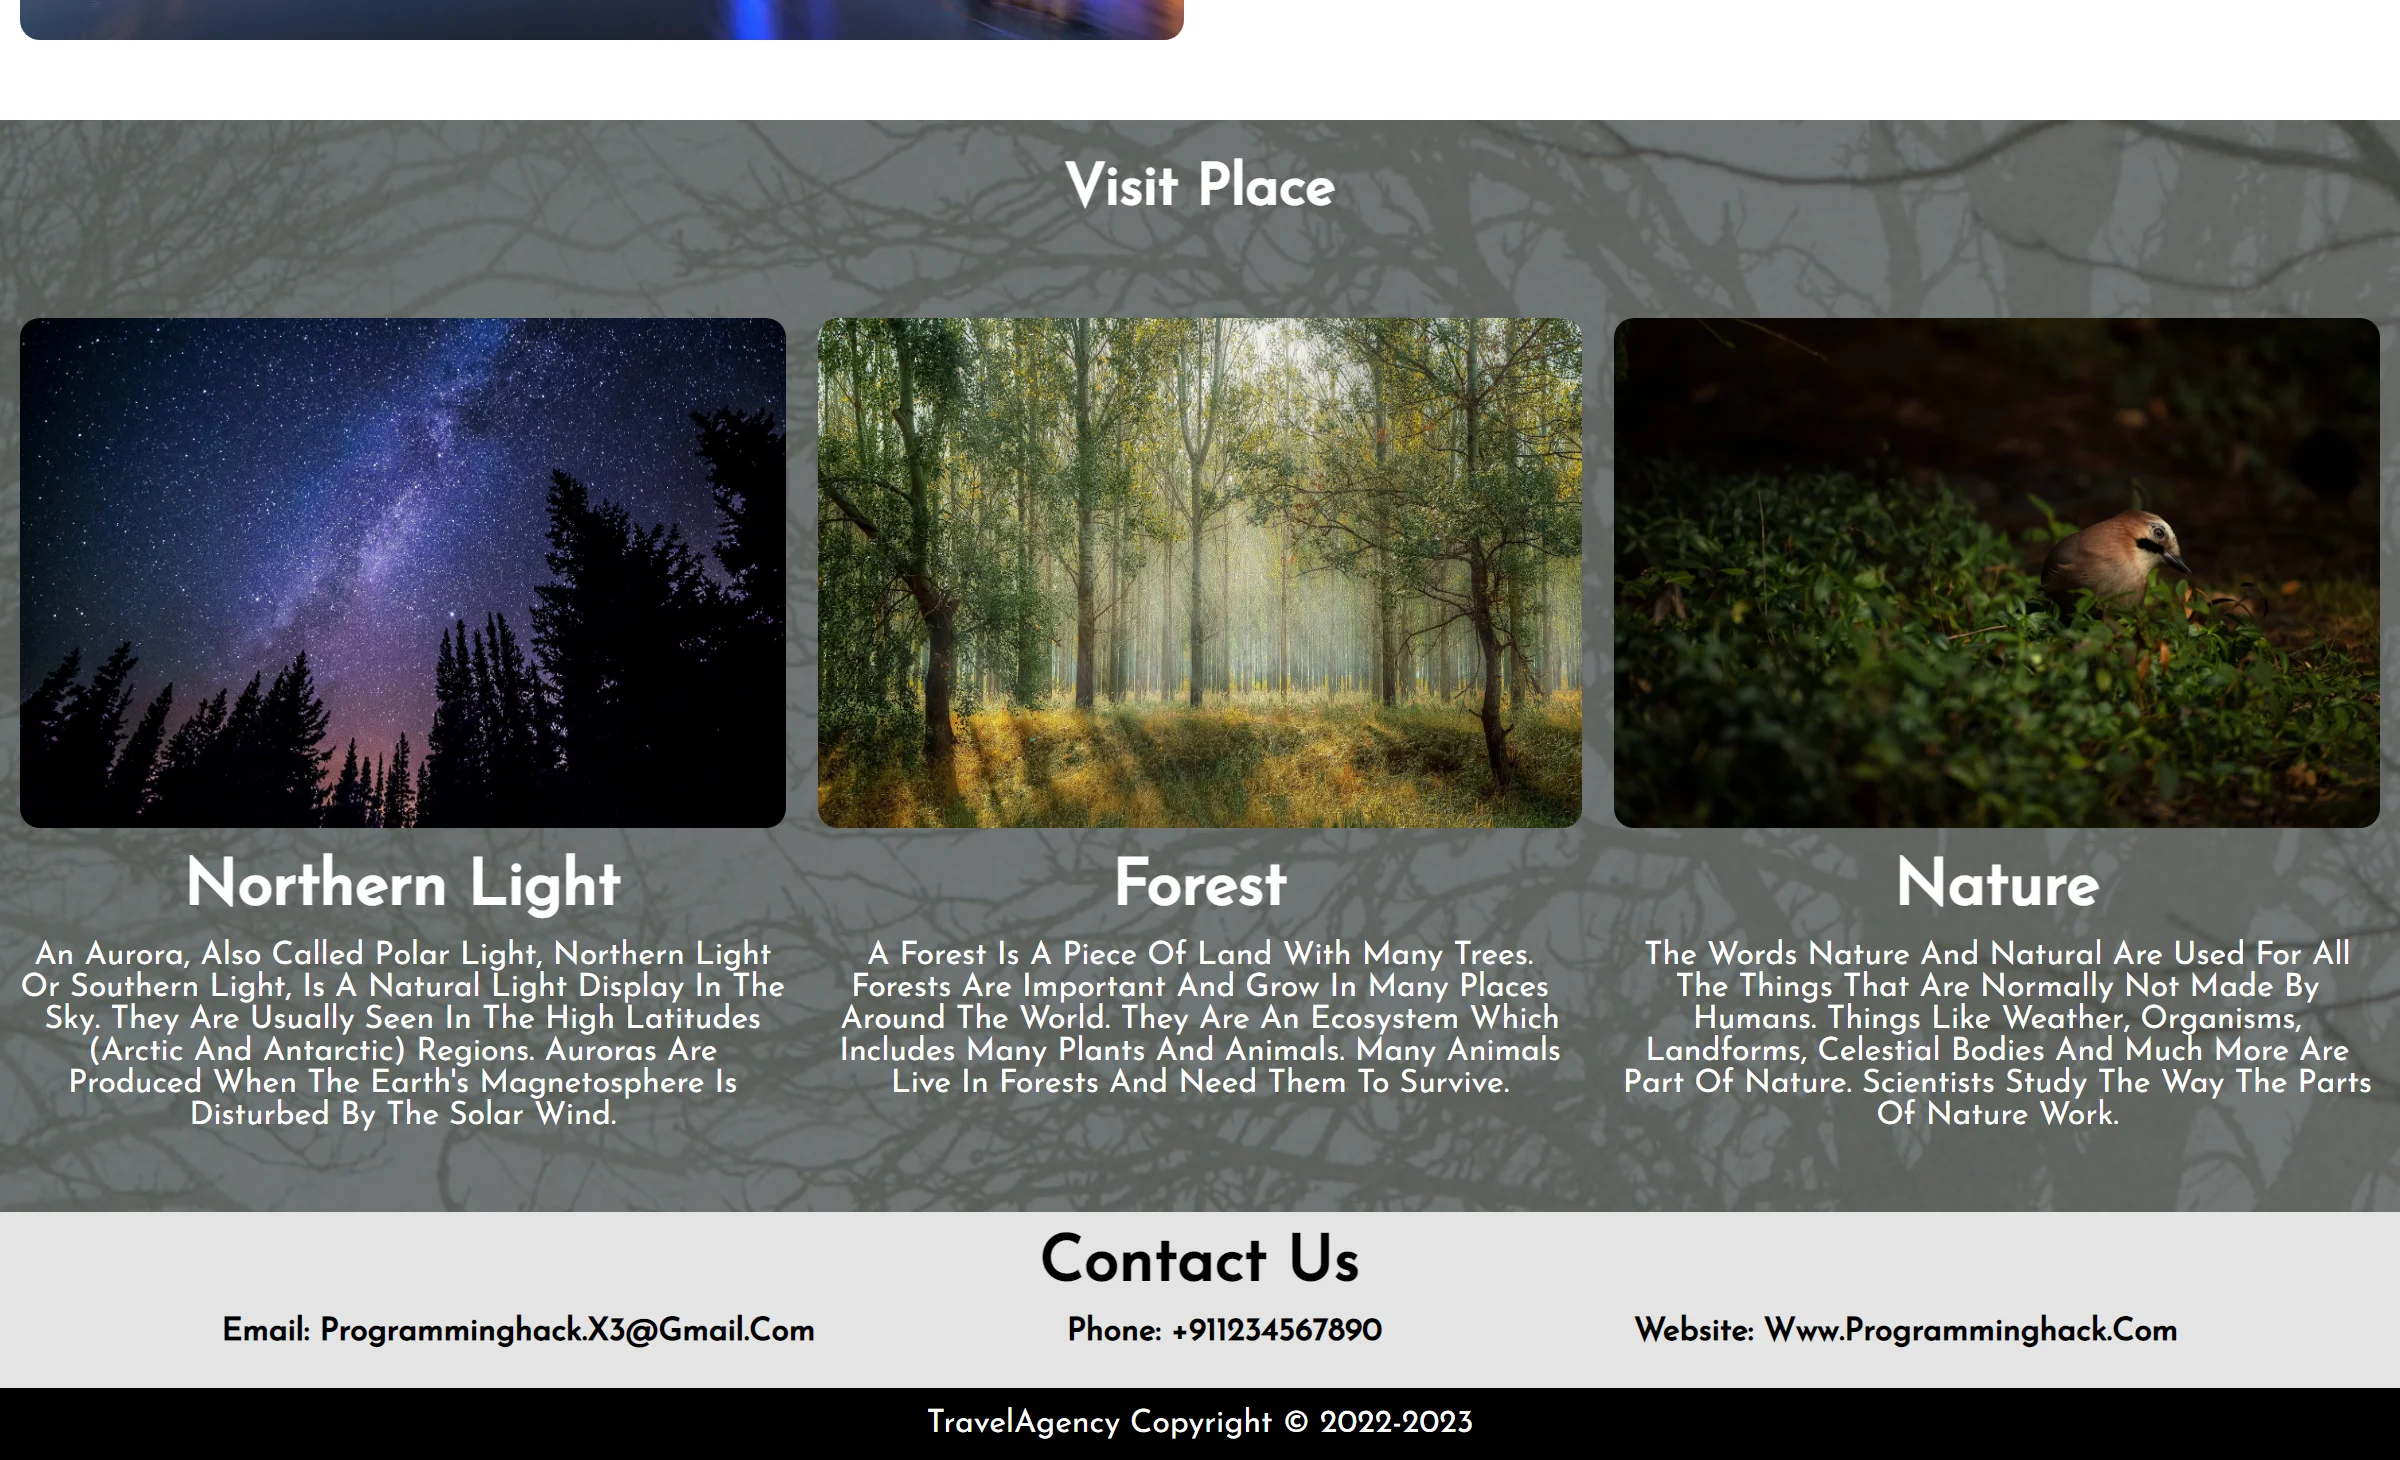 Visit Place
Northern Light
An Aurora, Also Called Polar Light, Northern Light
Or Southern Light, Is A Natural Light Display In The
Sky. They Are Usually Seen In The High Latitudes
(Arctic And Antarctic) Regions. Auroras Are
Produced When The Earth's Magnetosphere Is
Disturbed By The Solar Wind.
Forest
A Forest Is A Piece Of Land With Many Trees.
Forests Are Important And Grow In Many Places
Around The World. They Are An Ecosystem Which
Includes Many Plants And Animals. Many Animals
Live In Forests And Need Them To Survive.
Nature
The Words Nature And Natural Are Used For All
The Things That Are Normally Not Made By
Humans. Things Like Weather, Organisms,
Landforms, Celestial Bodies And Much More Are
Part Of Nature. Scientists Study The Way The Parts
Of Nature Work.
Contact Us
Email: Programminghack.X3@Gmail.Com
Phone: +911234567890
Website: Www.Programminghack.Com
TravelAgency Copyright © 2022-2023